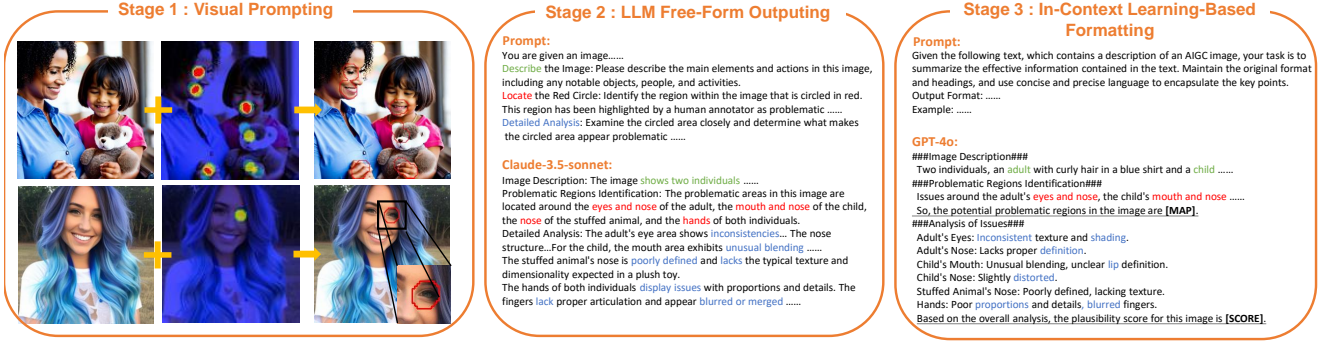 Stage 1 : Visual Prompting
Stage 2 : LLM Free-Form Outputing
Prompt:
You are given an image......
Describe the Image: Please describe the main elements and actions in this image,
including any notable objects, people, and activities.
Locate the Red Circle: Identify the region within the image that is circled in red.
This region has been highlighted by a human annotator as problematic ......
Detailed Analysis: Examine the circled area closely and determine what makes
the circled area appear problematic ......
Claude-3.5-sonnet:
Image Description: The image shows two individuals ......
Problematic Regions Identification: The problematic areas in this image are
located around the eyes and nose of the adult, the mouth and nose of the child,
the nose of the stuffed animal, and the hands of both individuals.
Detailed Analysis: The adult's eye area shows inconsistencies... The nose
structure...For the child, the mouth area exhibits unusual blending ......
The stuffed animal's nose is poorly defined and lacks the typical texture and
dimensionality expected in a plush toy.
The hands of both individuals display issues with proportions and details. The
fingers lack proper articulation and appear blurred or merged ......
Stage 3 : In-Context Learning-Based
Formatting
Prompt:
Given the following text, which contains a description of an AIGC image, your task is to
summarize the effective information contained in the text. Maintain the original format
and headings, and use concise and precise language to encapsulate the key points.
Output Format: ......
Example: ......
GPT-4o:
###Image Description###
Two individuals, an adult with curly hair in a blue shirt and a child ......
###Problematic Regions Identification###
Issues around the adult's eyes and nose, the child's mouth and nose ......
So, the potential problematic regions in the image are [MAP].
###Analysis of Issues###
Adult's Eyes: Inconsistent texture and shading.
Adult's Nose: Lacks proper definition.
Child's Mouth: Unusual blending, unclear lip definition.
Child's Nose: Slightly distorted.
Stuffed Animal's Nose: Poorly defined, lacking texture.
Hands: Poor proportions and details, blurred fingers.
Based on the overall analysis, the plausibility score for this image is [SCORE].